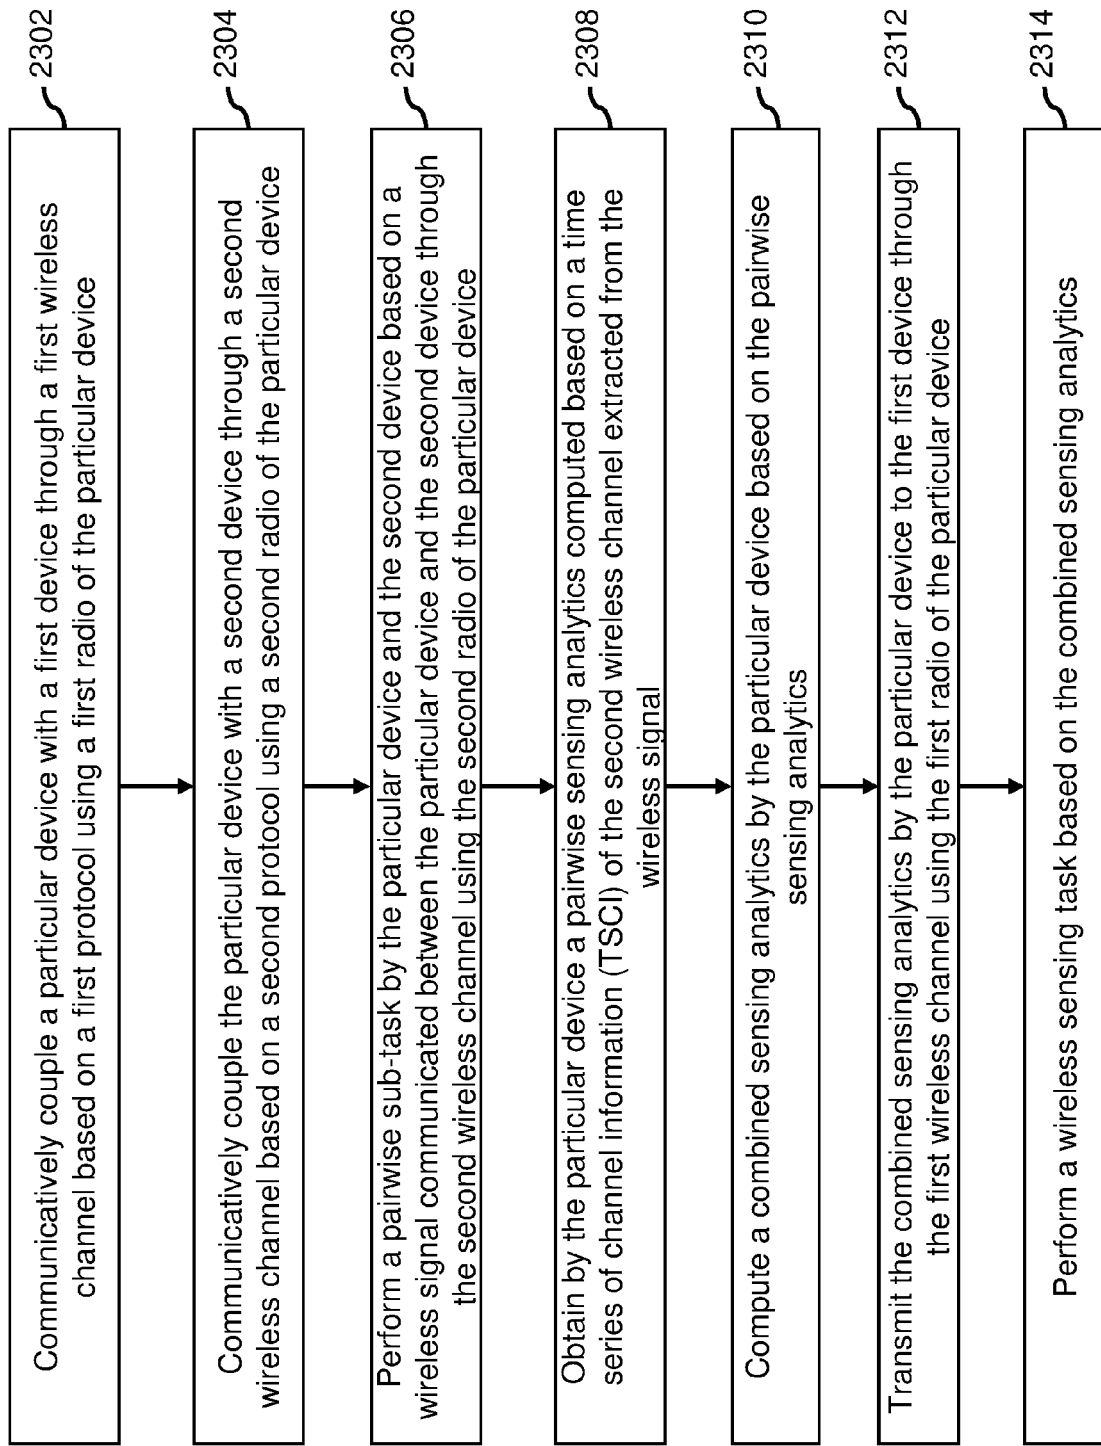 Communicatively couple a particular device with a first device through a first wireless
channel based on a first protocol using a first radio of the particular device
2302
Communicatively couple the particular device with a second device through a second
wireless channel based on a second protocol using a second radio of the particular device
2304
Perform a pairwise sub-task by the particular device and the second device based on a
wireless signal communicated between the particular device and the second device through
the second wireless channel using the second radio of the particular device
2306
Obtain by the particular device a pairwise sensing analytics computed based on a time
series of channel information (TSCI) of the second wireless channel extracted from the
wireless signal
2308
Compute a combined sensing analytics by the particular device based on the pairwise
sensing analytics
2310
Transmit the combined sensing analytics by the particular device to the first device through
the first wireless channel using the first radio of the particular device
2312
Perform a wireless sensing task based on the combined sensing analytics
2314